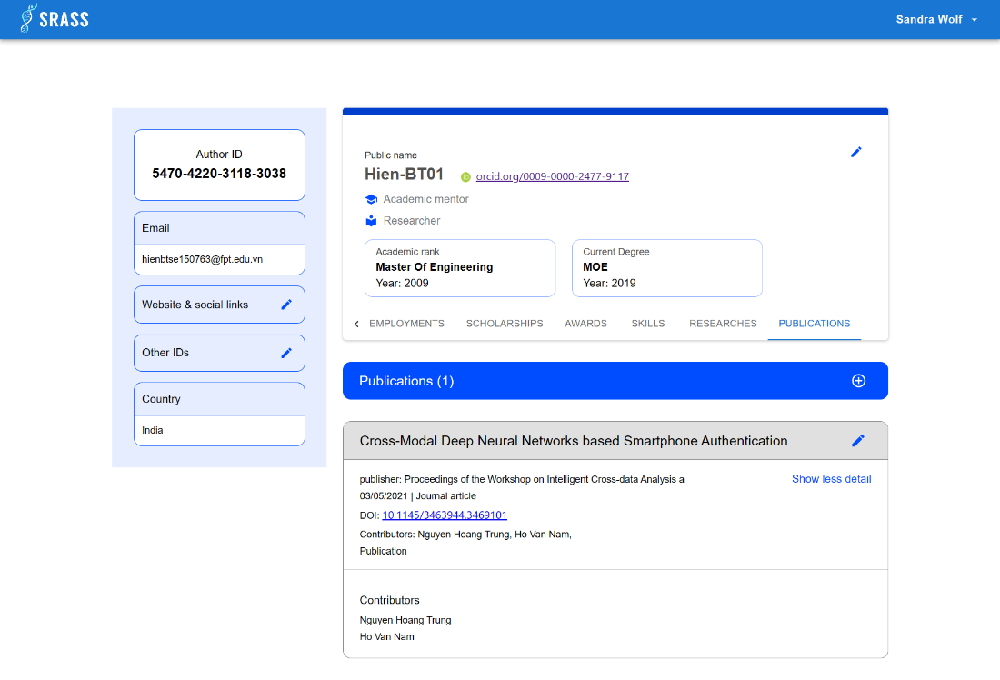 SRASS
Sandra Wolf
Author ID
5470-4220-3118-3038
Email
hienbtse150763@fpt.edu.vn
Website & social links
Other IDs
Country
India
Public name
Hien-BT01
orcid.org/0009-0000-2477-9117
Academic mentor
Researcher
Academic rank
Master Of Engineering
Year: 2009
Current Degree
MOE
Year: 2019
EMPLOYMENTS SCHOLARSHIPS AWARDS SKILLS RESEARCHES PUBLICATIONS
Publications (1)
Cross-Modal Deep Neural Networks based Smartphone Authentication
publisher: Proceedings of the Workshop on Intelligent Cross-data Analysis a
Show less detail
03/05/2021 | Journal article
DOI: 10.1145/3463944.3469101
Contributors: Nguyen Hoang Trung, Ho Van Nam,
Publication
Contributors
Nguyen Hoang Trung
Ho Van Nam